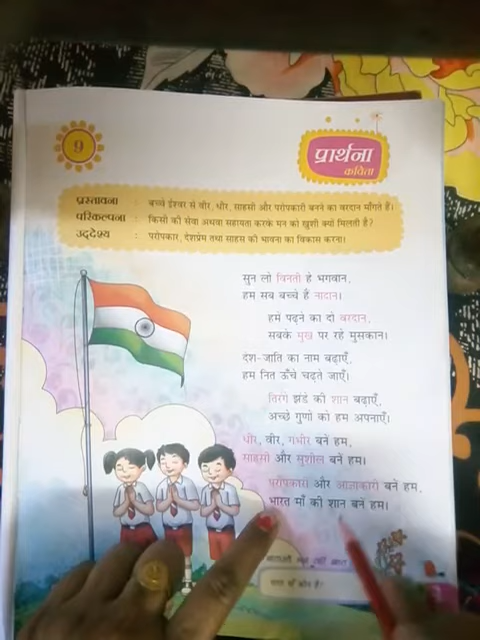 9
प्रार्थना
कविता
प्रस्तावना : बच्चे ईश्वर से वीर, धीर, साहसी और परोपकारी बनने का वरदान माँगते हैं।
परिकल्पना : किसी की सेवा अथवा सहायता करके मन को खुशी क्यों मिलती है?
उद्देश्य : परोपकार, देशप्रेम तथा साहस की भावना का विकास करना।
सुन लो विनती हे भगवान,
हम सब बच्चे हैं नादान।
हमें पढ़ने का दो वरदान,
सबके मुख पर रहे मुसकान।
देश-जाति का नाम बढ़ाएँ,
हम नित ऊँचे चढ़ते जाएँ।
तिरंगे झंडे की शान बढ़ाएँ,
अच्छे गुणों को हम अपनाएँ।
धीर, वीर, गंभीर बनें हम,
साहसी और सुशील बनें हम।
परोपकारी और आज्ञाकारी बनें हम,
भारत माँ की शान बनें हम।